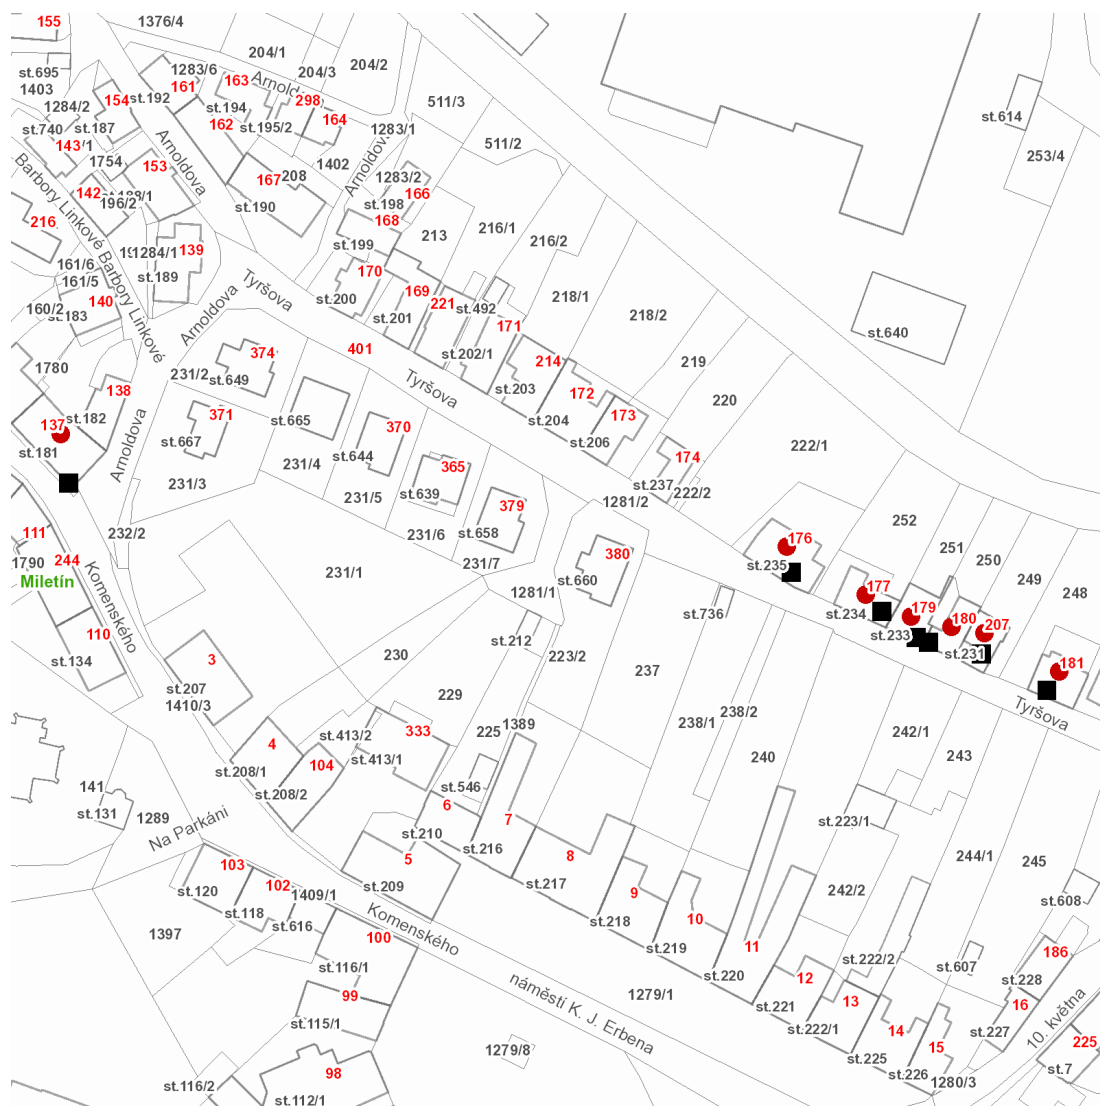 155
1376/4
204/1
204/3
204/2
st.695
1403
1283/6
161
163
Arnoldova
298
164
1284/2
154
st.192
st.194
162
st.195/2
511/3
st.614
st.740
st.187
143/1
1283/1
511/2
253/4
Barbory Linkové
1754
153
Arnoldova
1402
Arnoldova
142
196/2
167
208
1283/2
166
st.190
st.198
168
216
139
213
216/1
216/2
1284/1
st.199
161/6
161/5
st.189
Barbory Linkové
170
Tyršova
160/2
140
st.183
st.200
169
221
st.492
218/1
218/2
Arnoldova
st.201
171
st.640
374
401
st.202/1
214
219
1780
231/2
st.649
Tyršova
st.203
172
220
138
st.182
371
st.665
370
st.204
173
137
st.181
Arnoldova
st.667
st.644
st.206
222/1
174
231/4
365
231/3
231/5
st.639
st.237
222/2
379
1281/2
252
111
232/2
231/6
st.658
176
251
250
1790
244
231/7
380
st.235
249
248
Miletín
Komenského
231/1
st.660
177
1281/1
st.736
st.234
179
180
207
110
st.212
st.233
st.231
3
230
223/2
237
181
st.134
st.207
1410/3
229
238/1
238/2
Tyršova
4
st.413/2
333
225
1389
242/1
243
104
st.413/1
240
st.208/1
st.208/2
st.546
141
st.131
1289
Na Parkáni
6
7
st.210
st.216
st.223/1
103
5
8
244/1
245
st.120
102
1409/1
st.209
st.217
9
242/2
st.118
st.616
Komenského
st.218
10
st.608
1397
100
st.219
11
186
st.116/1
st.220
12
st.222/2
st.607
st.228
99
náměstí K. J. Erbena
1279/1
st.221
13
16
st.115/1
st.222/1
14
st.227
10. května
1279/8
st.225
15
225
98
st.226
st.7
st.116/2
st.112/1
1280/3